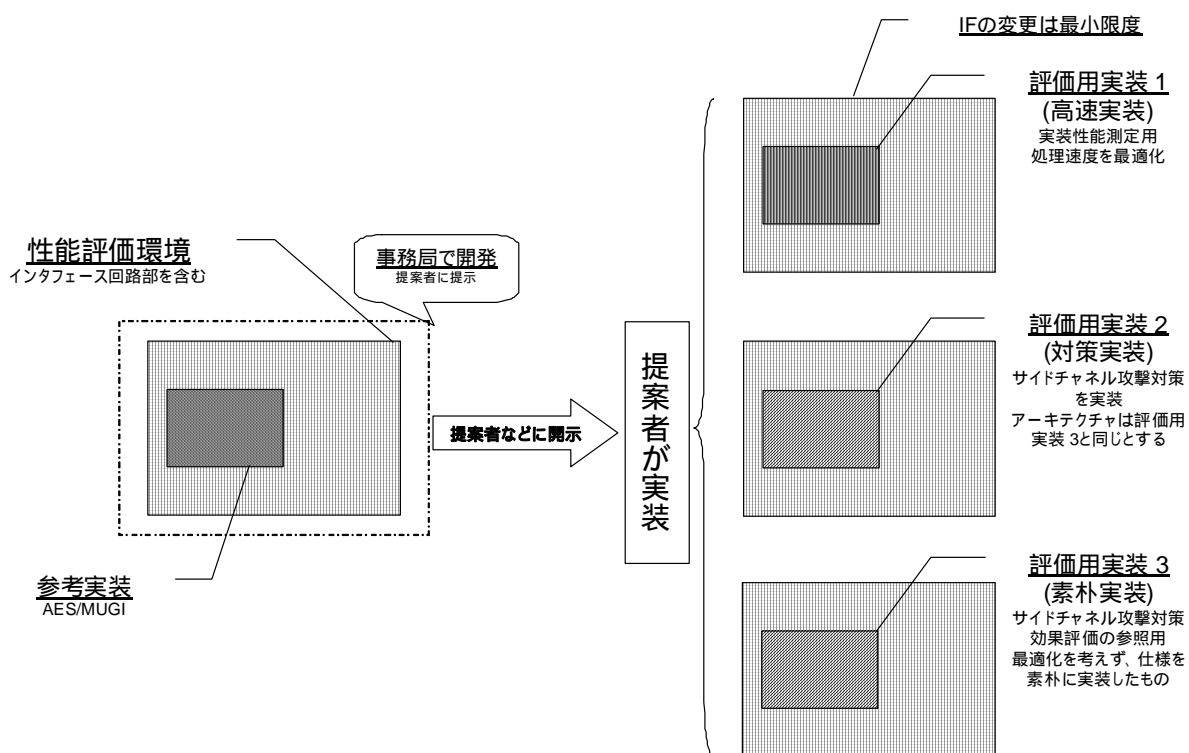 性能評価環境
インタフェース回路部を含む
事務局で開発
提案者に提示
参考実装
AES/MUGI
提案者などに開示
提案者が実装
IFの変更は最小限度
評価用実装 1
(高速実装)
実装性能測定用
処理速度を最適化
評価用実装 2
(対策実装)
サイドチャネル攻撃対策
を実装
アーキテクチャは評価用
実装 3と同じとする
評価用実装 3
(素朴実装)
サイドチャネル攻撃対策
効果評価の参照用
最適化を考えず、仕様を
素朴に実装したもの